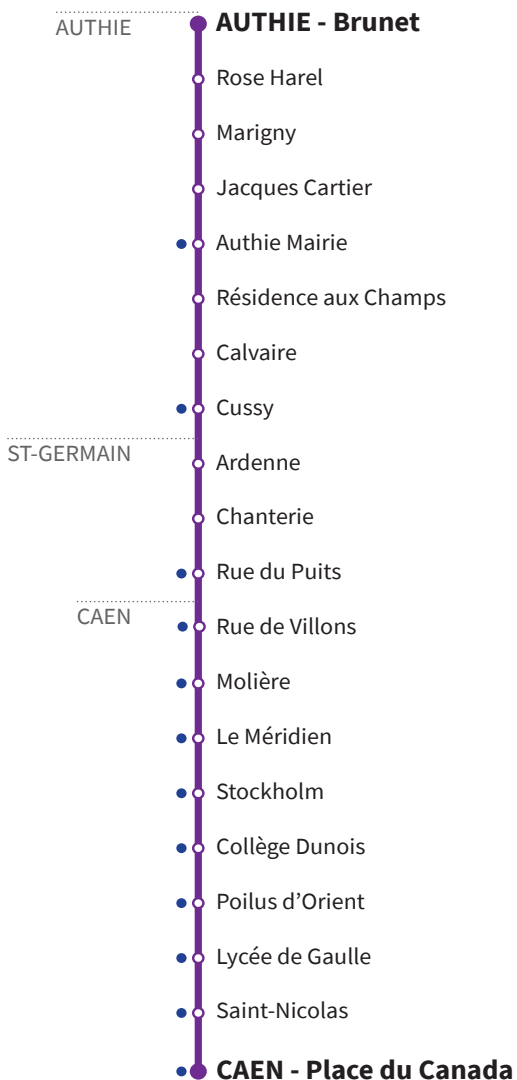 AUTHIE
AUTHIE - Brunet
Rose Harel
Marigny
Jacques Cartier
Authie Mairie
Résidence aux Champs
Calvaire
Cussy
ST-GERMAIN
Ardenne
Chanterie
Rue du Puits
CAEN
Rue de Villons
Molière
Le Méridien
Stockholm
Collège Dunois
Poilus d’Orient
Lycée de Gaulle
Saint-Nicolas
CAEN - Place du Canada